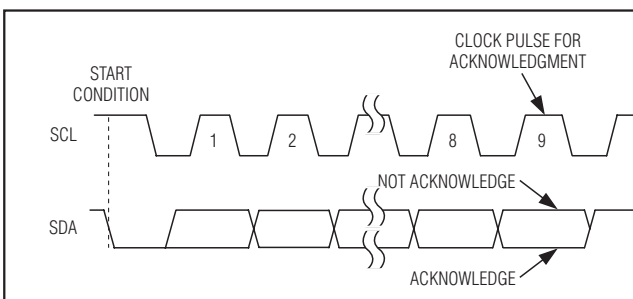 CLOCK PULSE FOR
ACKNOWLEDGMENT
START
CONDITION
SCL
1
2
8
9
NOT ACKNOWLEDGE
SDA
ACKNOWLEDGE